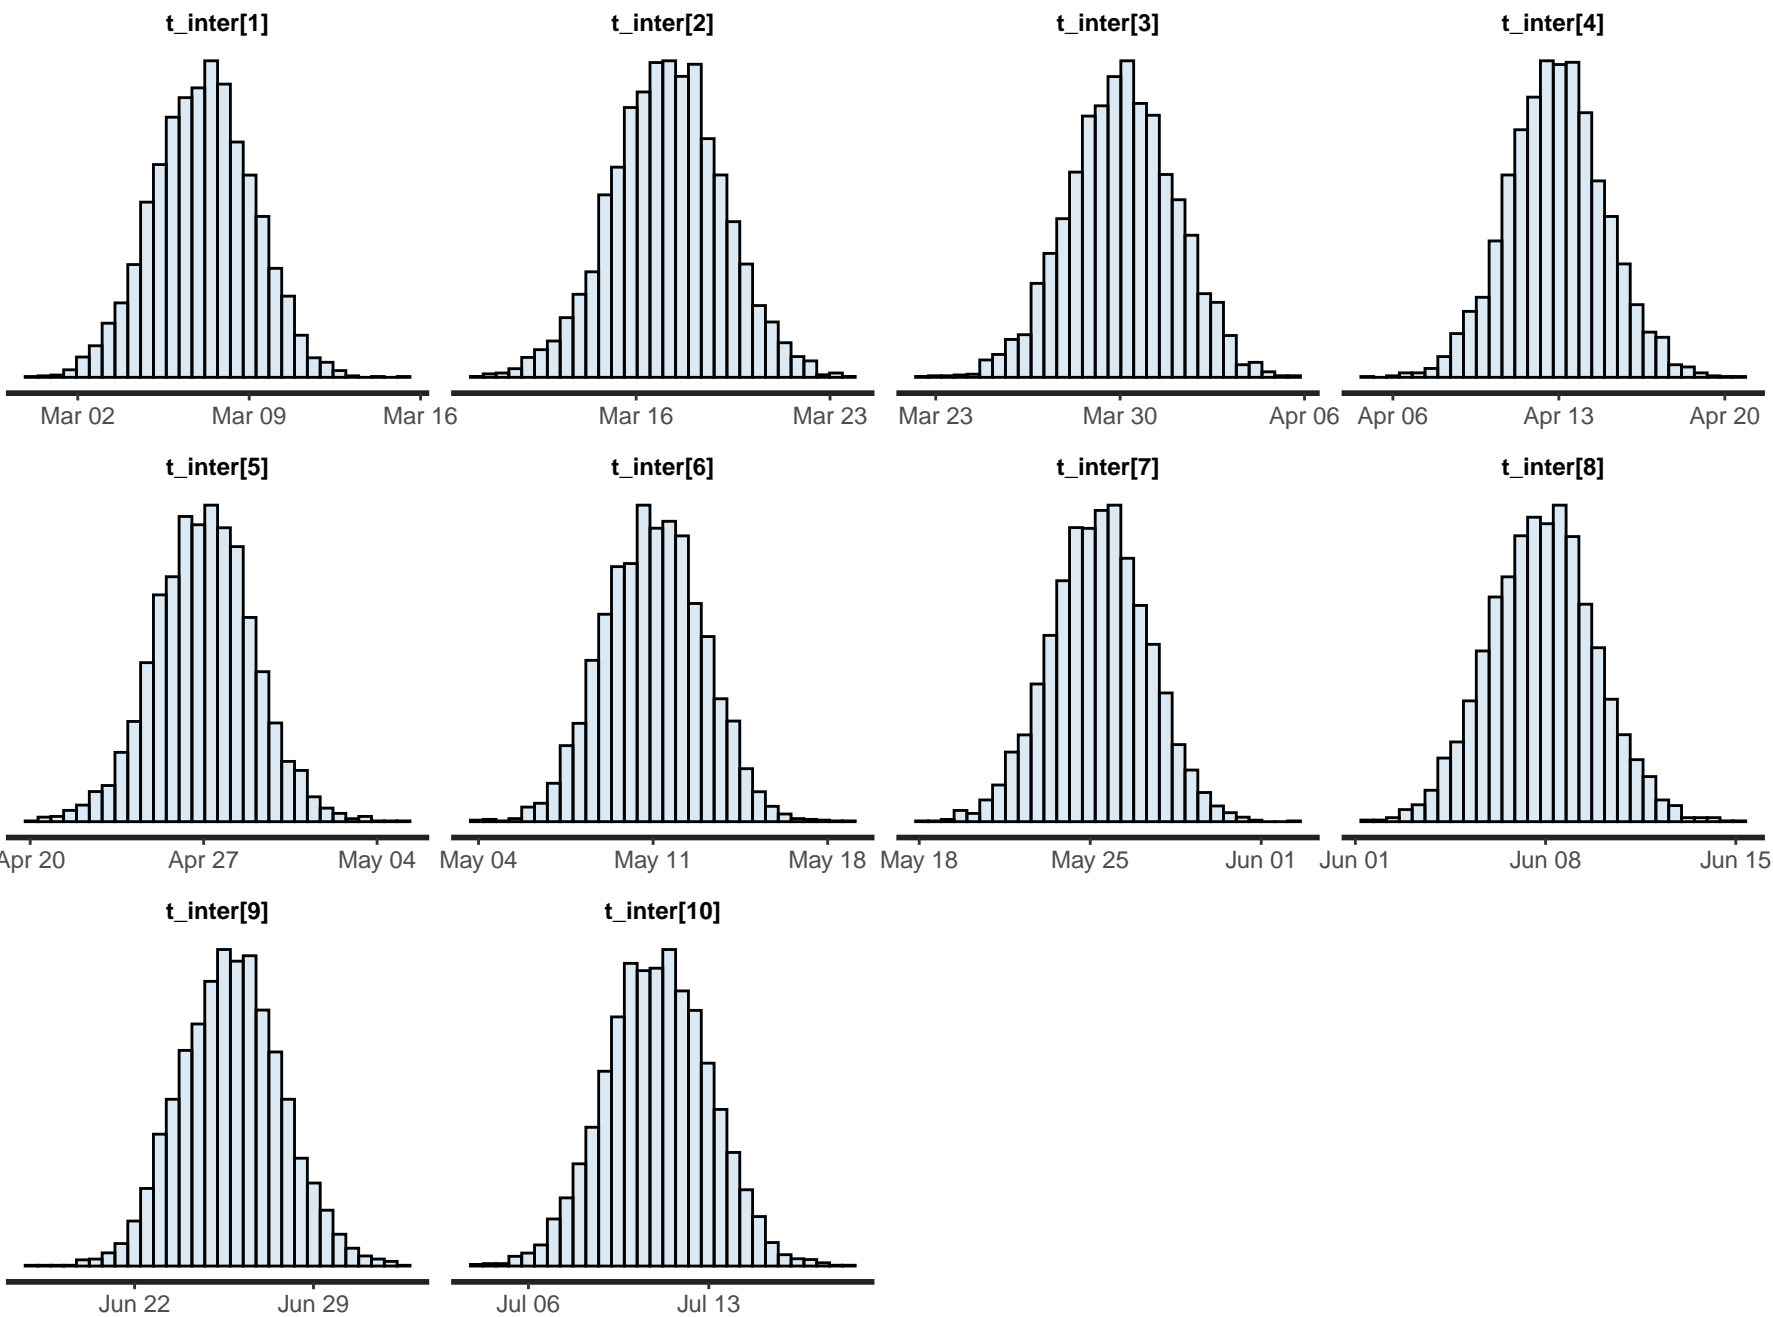 t_inter[1] t_inter[2] t_inter[3] t_inter[4]
Mar 02 Mar 09 Mar 16 Mar 16 Mar 23 Mar 23 Mar 30 Apr 06 Apr 06 Apr 13 Apr 20
t_inter[5] t_inter[6] t_inter[7] t_inter[8]
Apr 20 Apr 27 May 04 May 04 May 11 May 18 May 18 May 25 Jun 01 Jun 01 Jun 08 Jun 15
t_inter[9] t_inter[10]
Jun 22 Jun 29 Jul 06 Jul 13